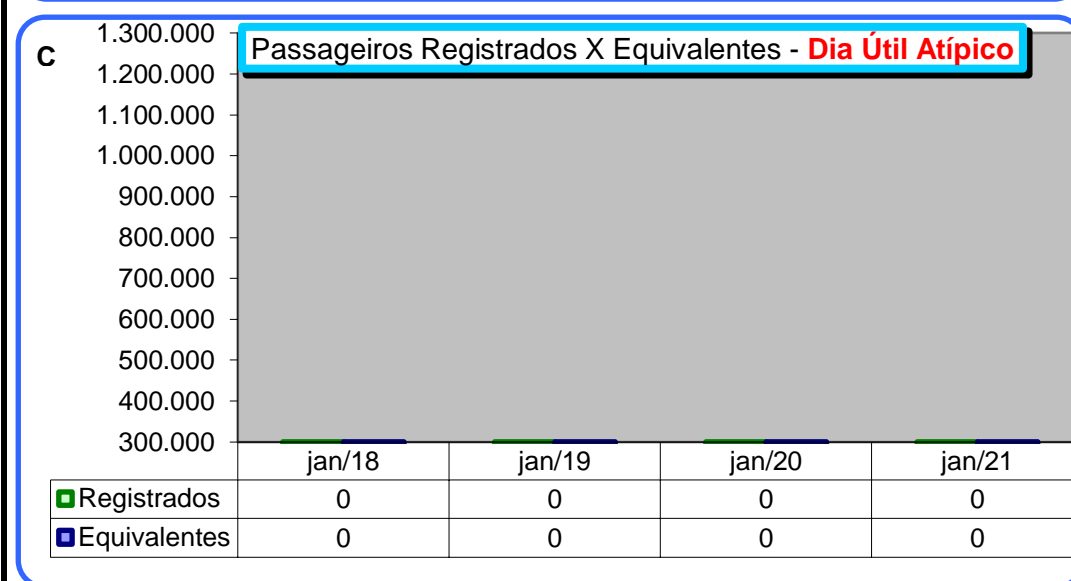 C
Passageiros Registrados X Equivalentes - Dia Útil Atípico
1.300.000
1.200.000
1.100.000
1.000.000
900.000
800.000
700.000
600.000
500.000
400.000
300.000
jan/18 jan/19 jan/20 jan/21
Registrados 0 0 0 0
Equivalentes 0 0 0 0